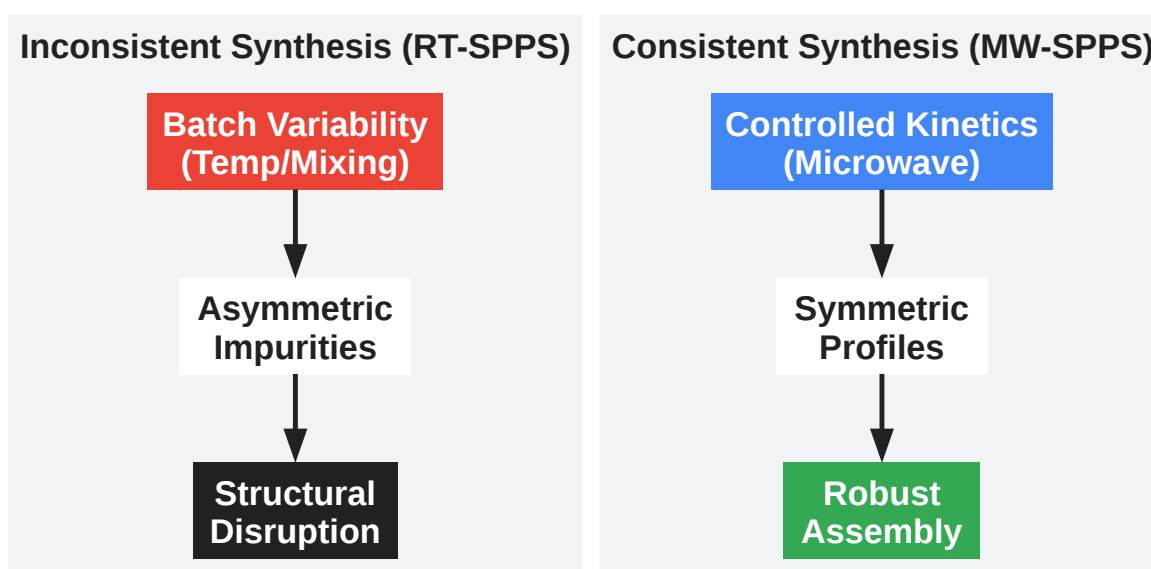 Inconsistent Synthesis (RT-SPPS)
Batch Variability
(Temp/Mixing)
Asymmetric
Impurities
Structural
Disruption
Consistent Synthesis (MW-SPPS)
Controlled Kinetics
(Microwave)
Symmetric
Profiles
Robust
Assembly